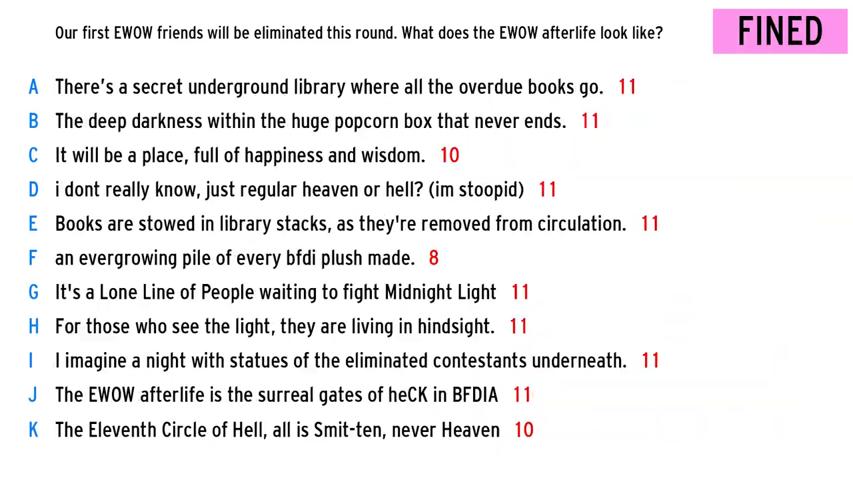 Our first EWOW friends will be eliminated this round. What does the EWOW afterlife look like?
FINED
A There's a secret underground library where all the overdue books go. 11
B The deep darkness within the huge popcorn box that never ends. 11
C It will be a place, full of happiness and wisdom. 10
D i dont really know, just regular heaven or hell? (im stoopid) 11
E Books are stowed in library stacks, as they're removed from circulation. 11
F an evergrowing pile of every bfdi plush made. 8
G It's a Lone Line of People waiting to fight Midnight Light 11
H For those who see the light, they are living in hindsight. 11
I I imagine a night with statues of the eliminated contestants underneath. 11
J The EWOW afterlife is the surreal gates of heCK in BFDIA 11
K The Eleventh Circle of Hell, all is Smit-ten, never Heaven 10